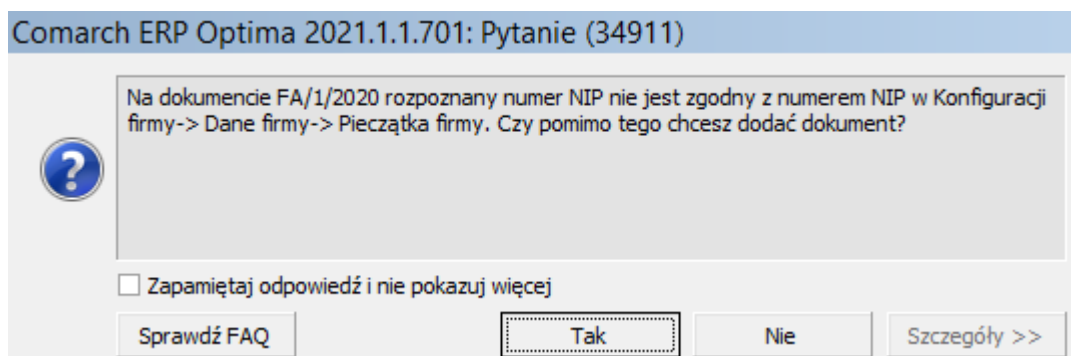 Comarch ERP Optima 2021.1.1.701: Pytanie (34911)
Na dokumencie FA/1/2020 rozpoznany numer NIP nie jest zgodny z numerem NIP w Konfiguracji
firmy-> Dane firmy-> Pieczątka firmy. Czy pomimo tego chcesz dodać dokument?
Zapamiętaj odpowiedź i nie pokazuj więcej
Sprawdź FAQ Tak Nie Szczegóły >>